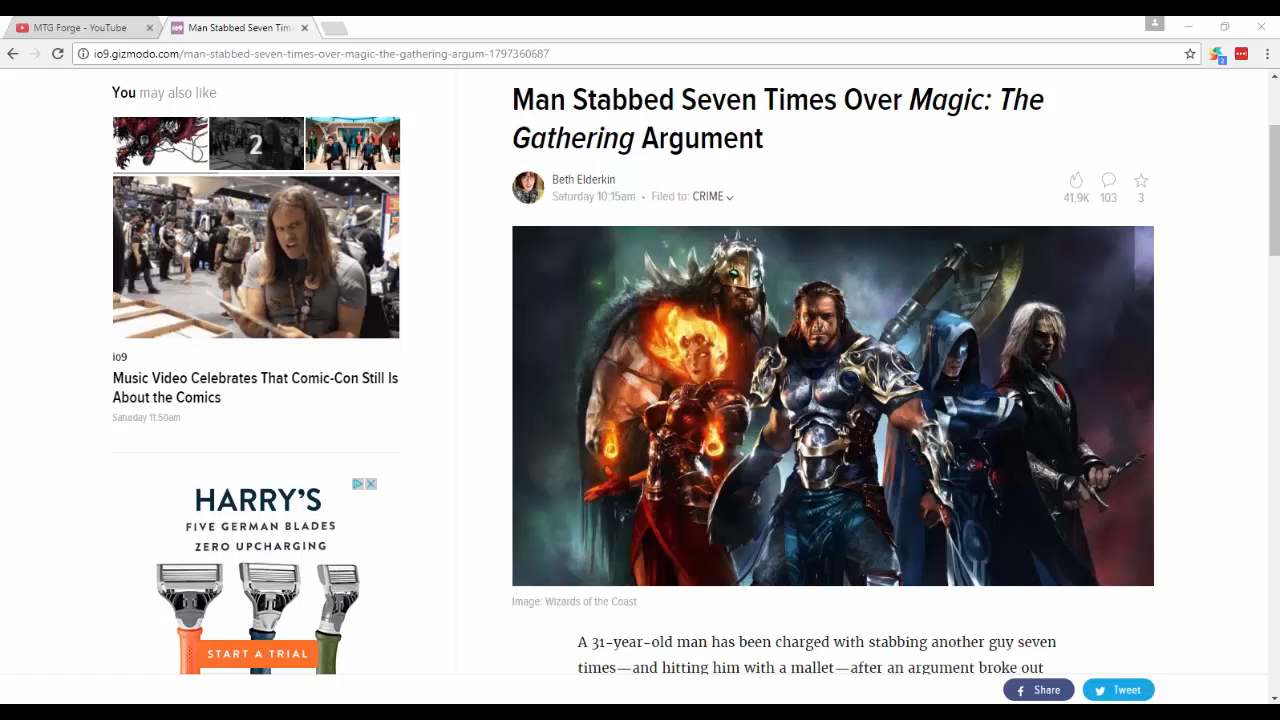 MTG Forge - YouTube
Man Stabbed Seven Tim
io9.gizmodo.com/man-stabbed-seven-times-over-magic-the-gathering-argum-1797360687
2
You may also like
2
io9
Music Video Celebrates That Comic-Con Still Is
About the Comics
Saturday 11:50am
HARRY'S
FIVE GERMAN BLADES
ZERO UPCHARGING
START A TRIAL
Man Stabbed Seven Times Over Magic: The
Gathering Argument
Beth Elderkin
Saturday 10:15am • Filed to: CRIME
41.9K 103 3
Image: Wizards of the Coast
A 31-year-old man has been charged with stabbing another guy seven
times—and hitting him with a mallet—after an argument broke out
Share Tweet